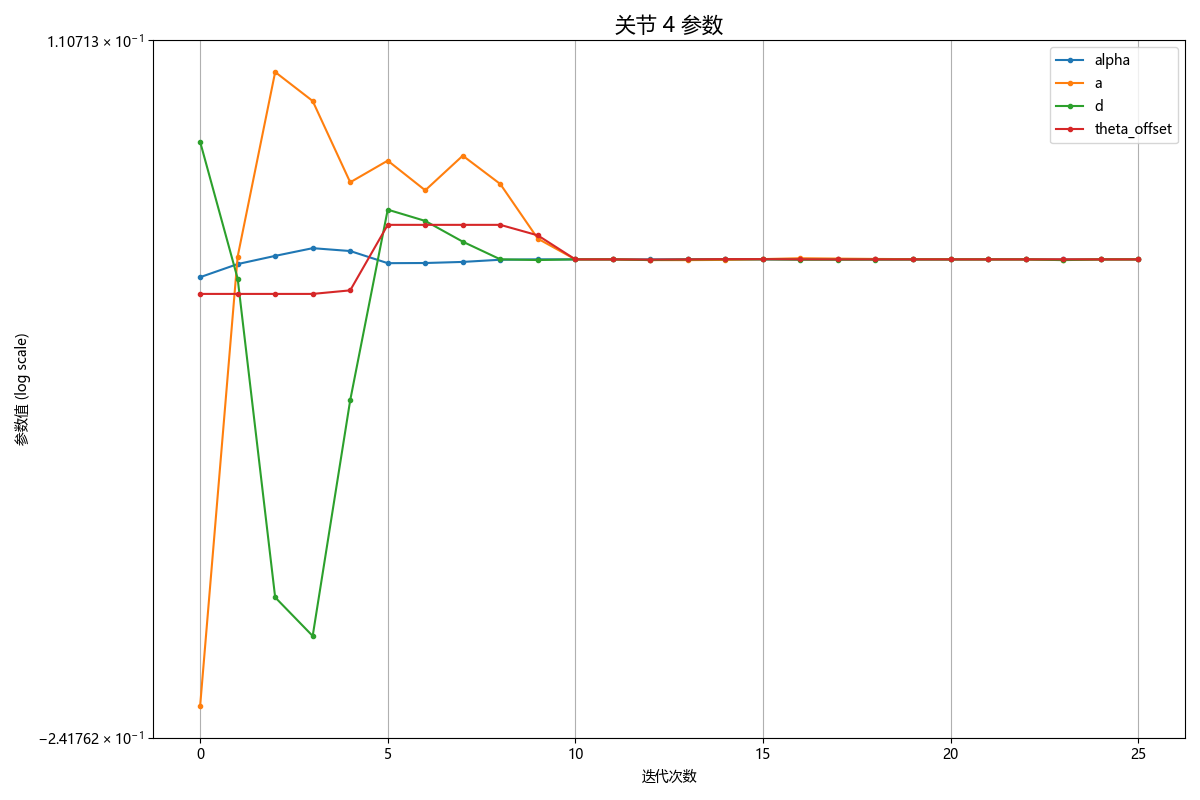 关节 4 参数
1.10713 × 10⁻¹
alpha
a
d
theta_offset
参数值 (log scale)
−2.41762 × 10⁻¹
0 5 10 15 20 25
迭代次数